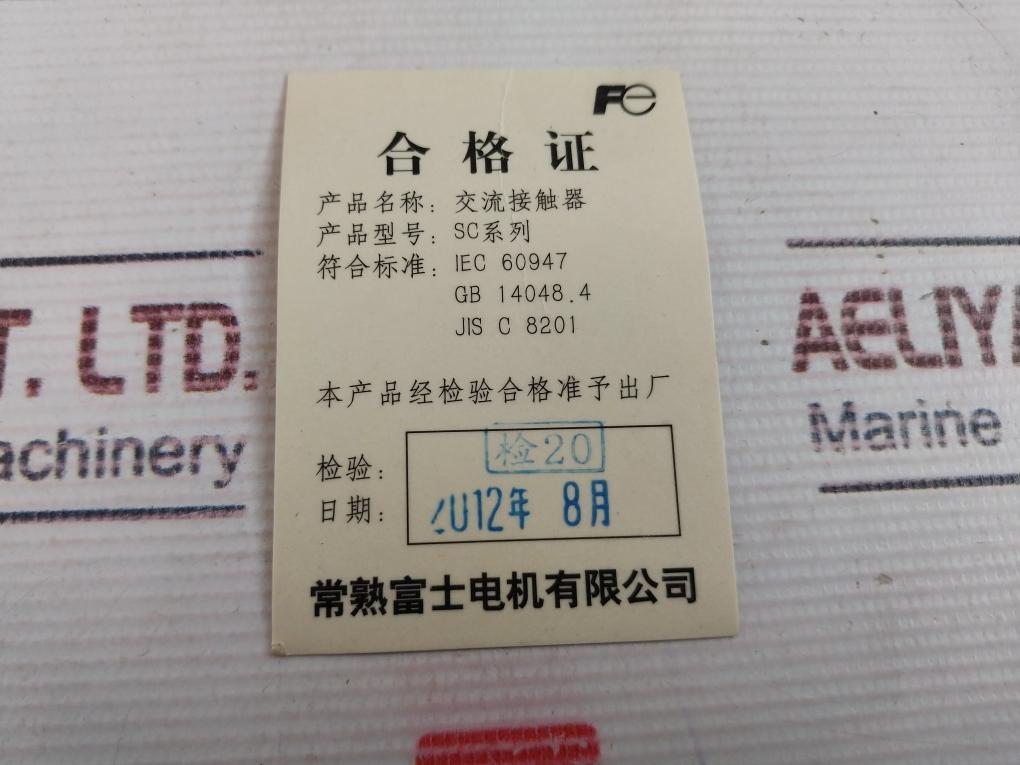 Fe
合格证
产品名称：交流接触器
产品型号：SC系列
符合标准：IEC 60947
GB 14048.4
JIS C 8201
本产品经检验合格准予出厂
检验：检20
日期：2012年 8月
常熟富士电机有限公司
T. LTD.
achinery
AELIY
Marine